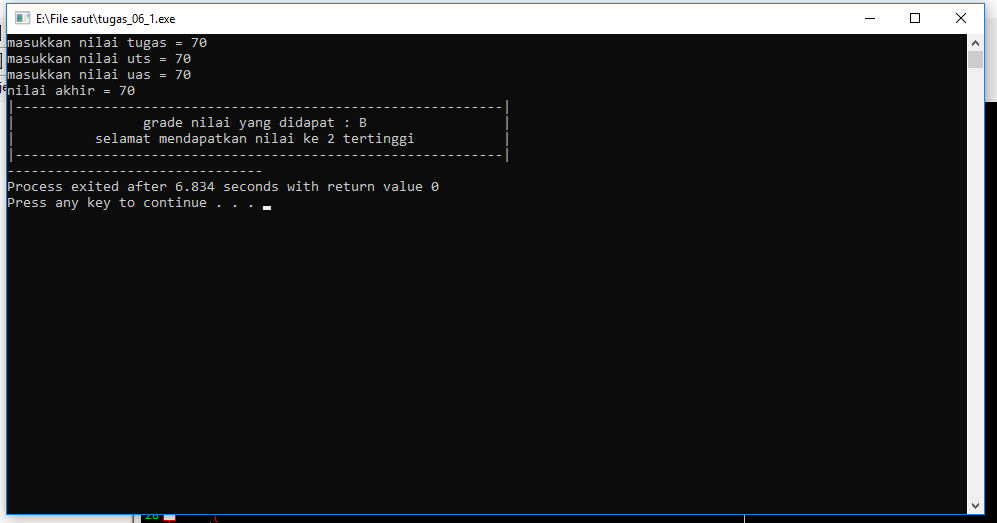 E:\File saut\tugas_06_1.exe
masukkan nilai tugas = 70
masukkan nilai uts = 70
masukkan nilai uas = 70
nilai akhir = 70
|-------------------------------------------------------------|
| grade nilai yang didapat : B |
| selamat mendapatkan nilai ke 2 tertinggi |
|-------------------------------------------------------------|
--------------------------------
Process exited after 6.834 seconds with return value 0
Press any key to continue . . .